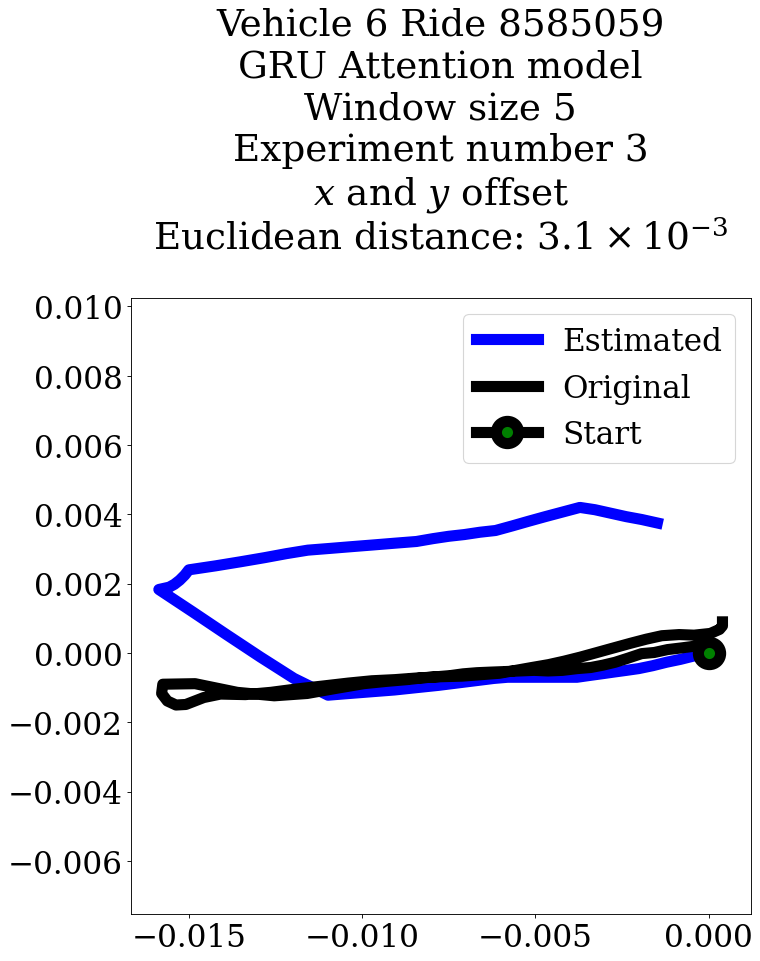 Vehicle 6 Ride 8585059
GRU Attention model
Window size 5
Experiment number 3
x and y offset
Euclidean distance: 3.1 × 10⁻³
Estimated
Original
Start
0.010
0.008
0.006
0.004
0.002
0.000
−0.002
−0.004
−0.006
−0.015 −0.010 −0.005 0.000